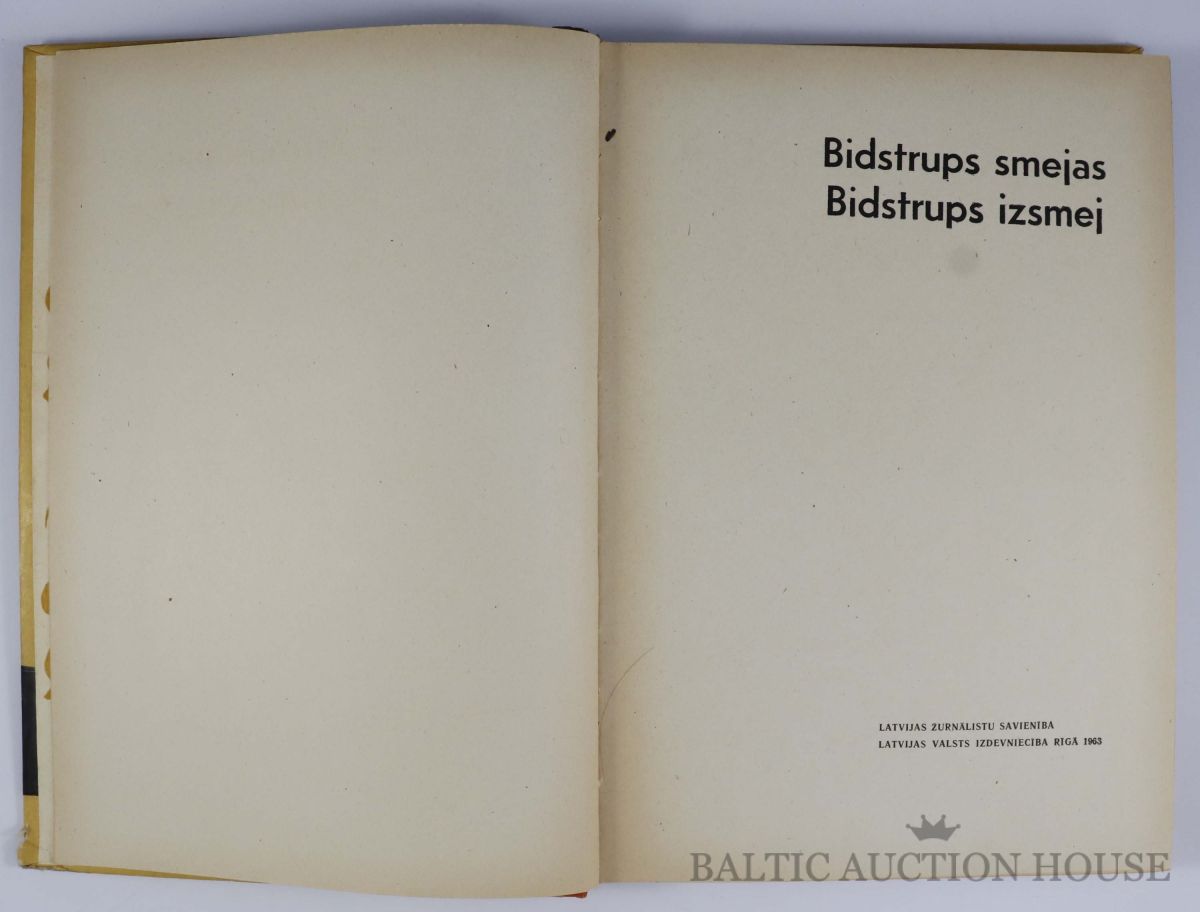 Bidstrups smejas
Bidstrups izsmej
LATVIJAS ŽURNĀLISTU SAVIENĪBA
LATVIJAS VALSTS IZDEVNIECĪBA RĪGĀ 1963
BALTIC AUCTION HOUSE